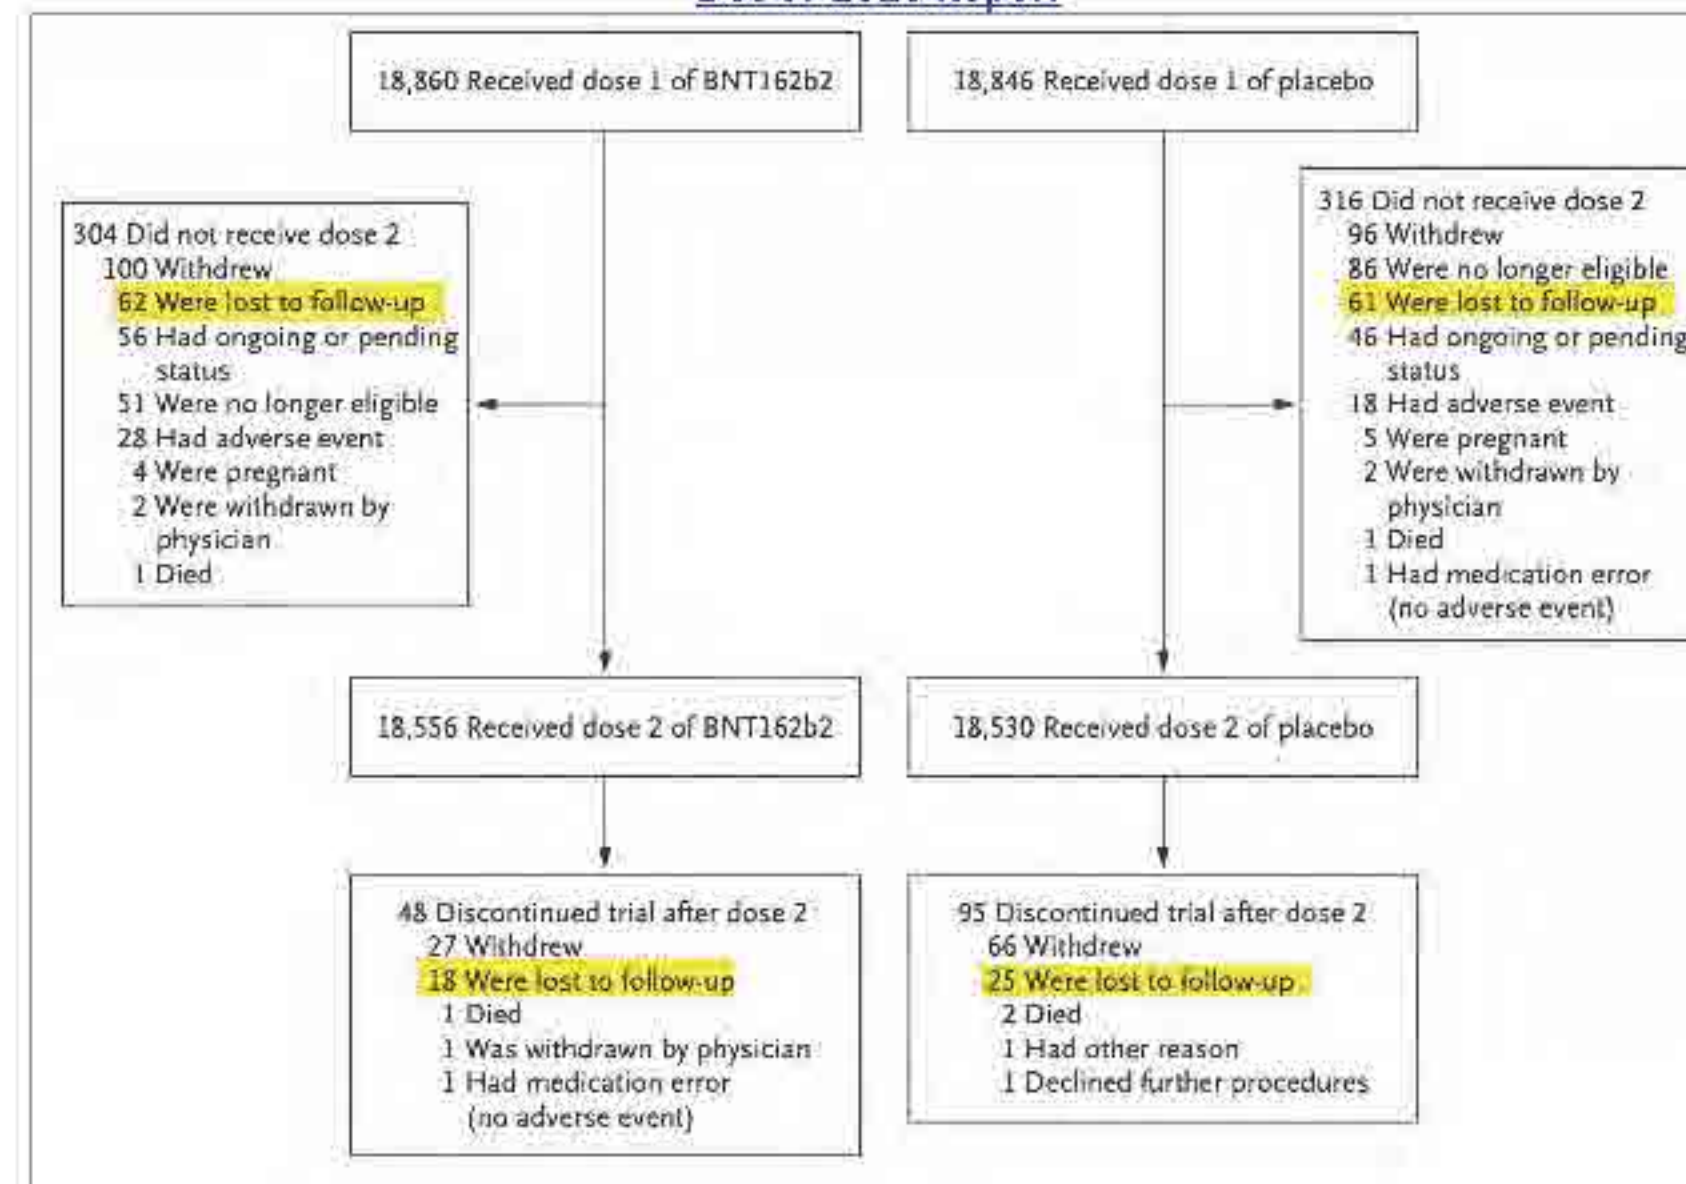 18,860 Received dose 1 of BNT162b2
18,846 Received dose 1 of placebo
304 Did not receive dose 2
100 Withdrew
62 Were lost to follow-up
56 Had ongoing or pending
status
51 Were no longer eligible
28 Had adverse event
4 Were pregnant
2 Were withdrawn by
physician
1 Died
316 Did not receive dose 2
96 Withdrew
86 Were no longer eligible
61 Were lost to follow-up
46 Had ongoing or pending
status
18 Had adverse event
5 Were pregnant
2 Were withdrawn by
physician
1 Died
1 Had medication error
(no adverse event)
18,556 Received dose 2 of BNT162b2
18,530 Received dose 2 of placebo
48 Discontinued trial after dose 2
27 Withdrew
18 Were lost to follow-up
1 Died
1 Was withdrawn by physician
1 Had medication error
(no adverse event)
95 Discontinued trial after dose 2
66 Withdrew
25 Were lost to follow-up
2 Died
1 Had other reason
1 Declined further procedures